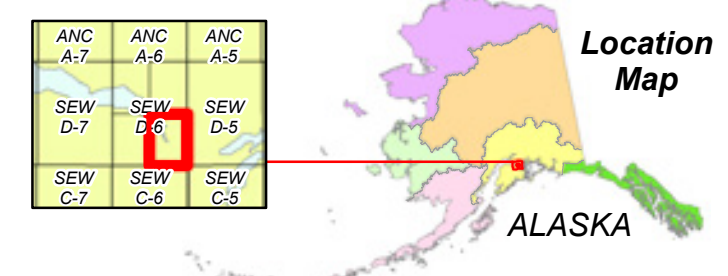 ANC A-7 ANC A-6 ANC A-5
SEW D-7 SEW D-6 SEW D-5
SEW C-7 SEW C-6 SEW C-5
Location
Map
ALASKA